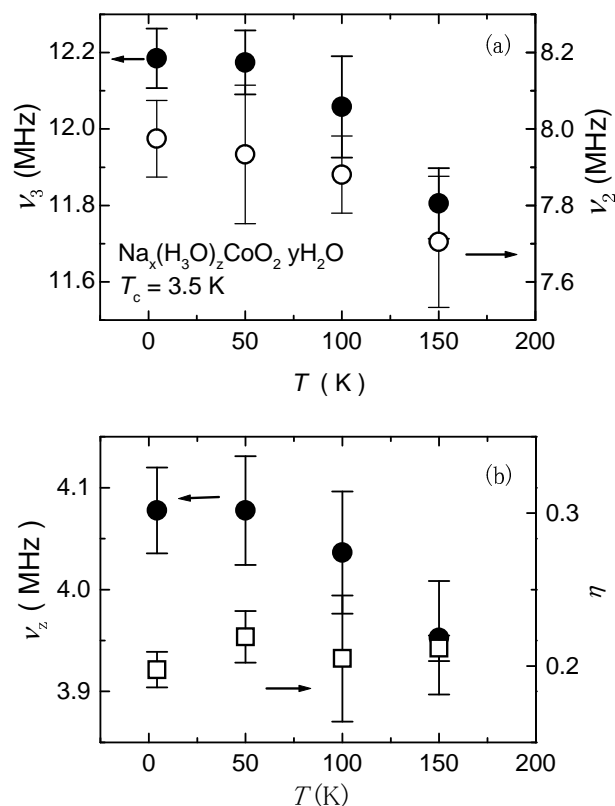 (a)
12.2
12.0
11.8
11.6
ν3 (MHz)
8.2
8.0
7.8
7.6
ν2 (MHz)
Nax(H3O)zCoO2 yH2O
Tc = 3.5 K
0 50 100 150 200
T ( K )
(b)
4.1
4.0
3.9
νz ( MHz )
0.3
0.2
η
0 50 100 150 200
T (K)